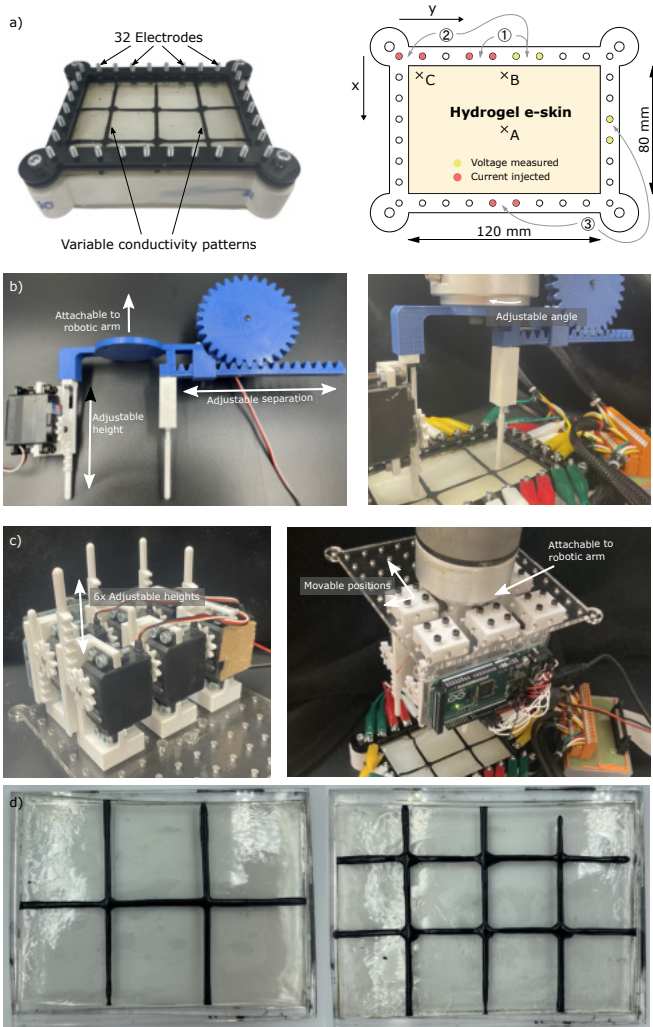 a)
32 Electrodes
Variable conductivity patterns
y
②
①
x
C
B
Hydrogel e-skin
A
Voltage measured
Current injected
③
80 mm
120 mm
b)
Attachable to
robotic arm
Adjustable
height
Adjustable separation
Adjustable angle
c)
6x Adjustable heights
Attachable to
robotic arm
Movable positions
d)